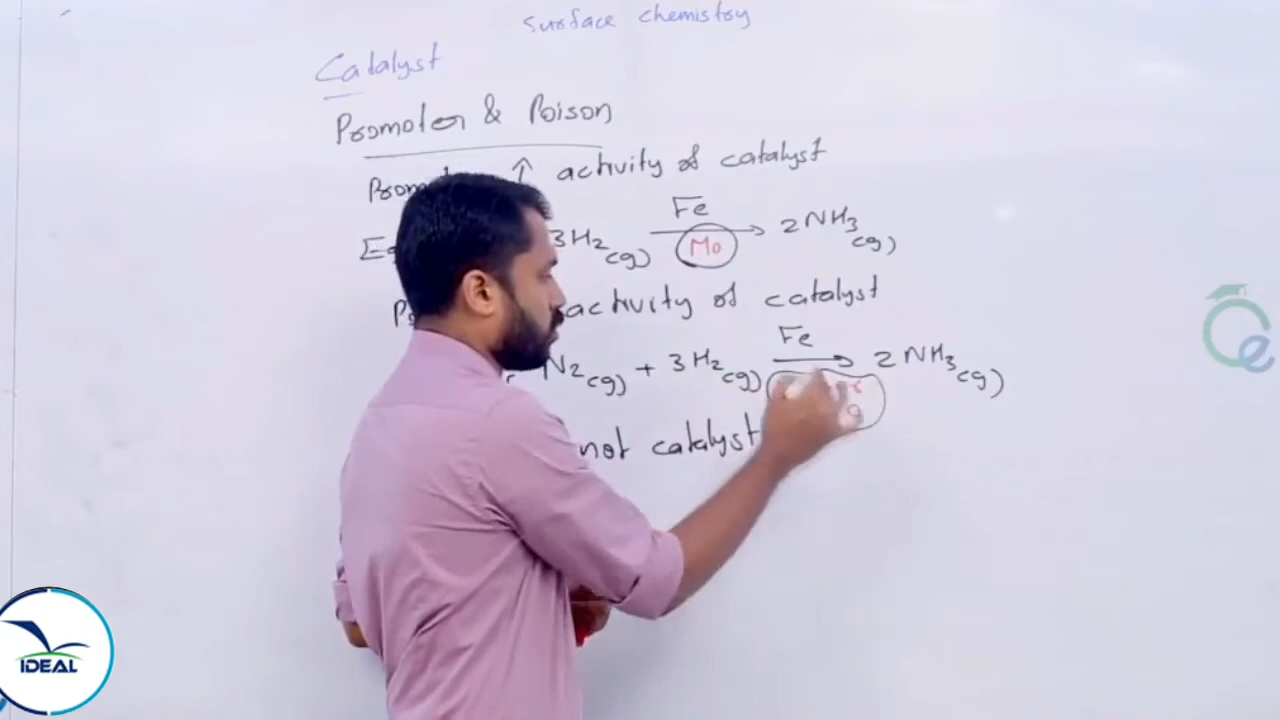 surface chemistry
Catalyst
Promoter & Poison
activity of catalyst
3H2(g) Fe Mo 2NH3(g)
activity of catalyst
N2(g) + 3H2(g) Fe 2NH3(g)
not catalyst
IDEAL